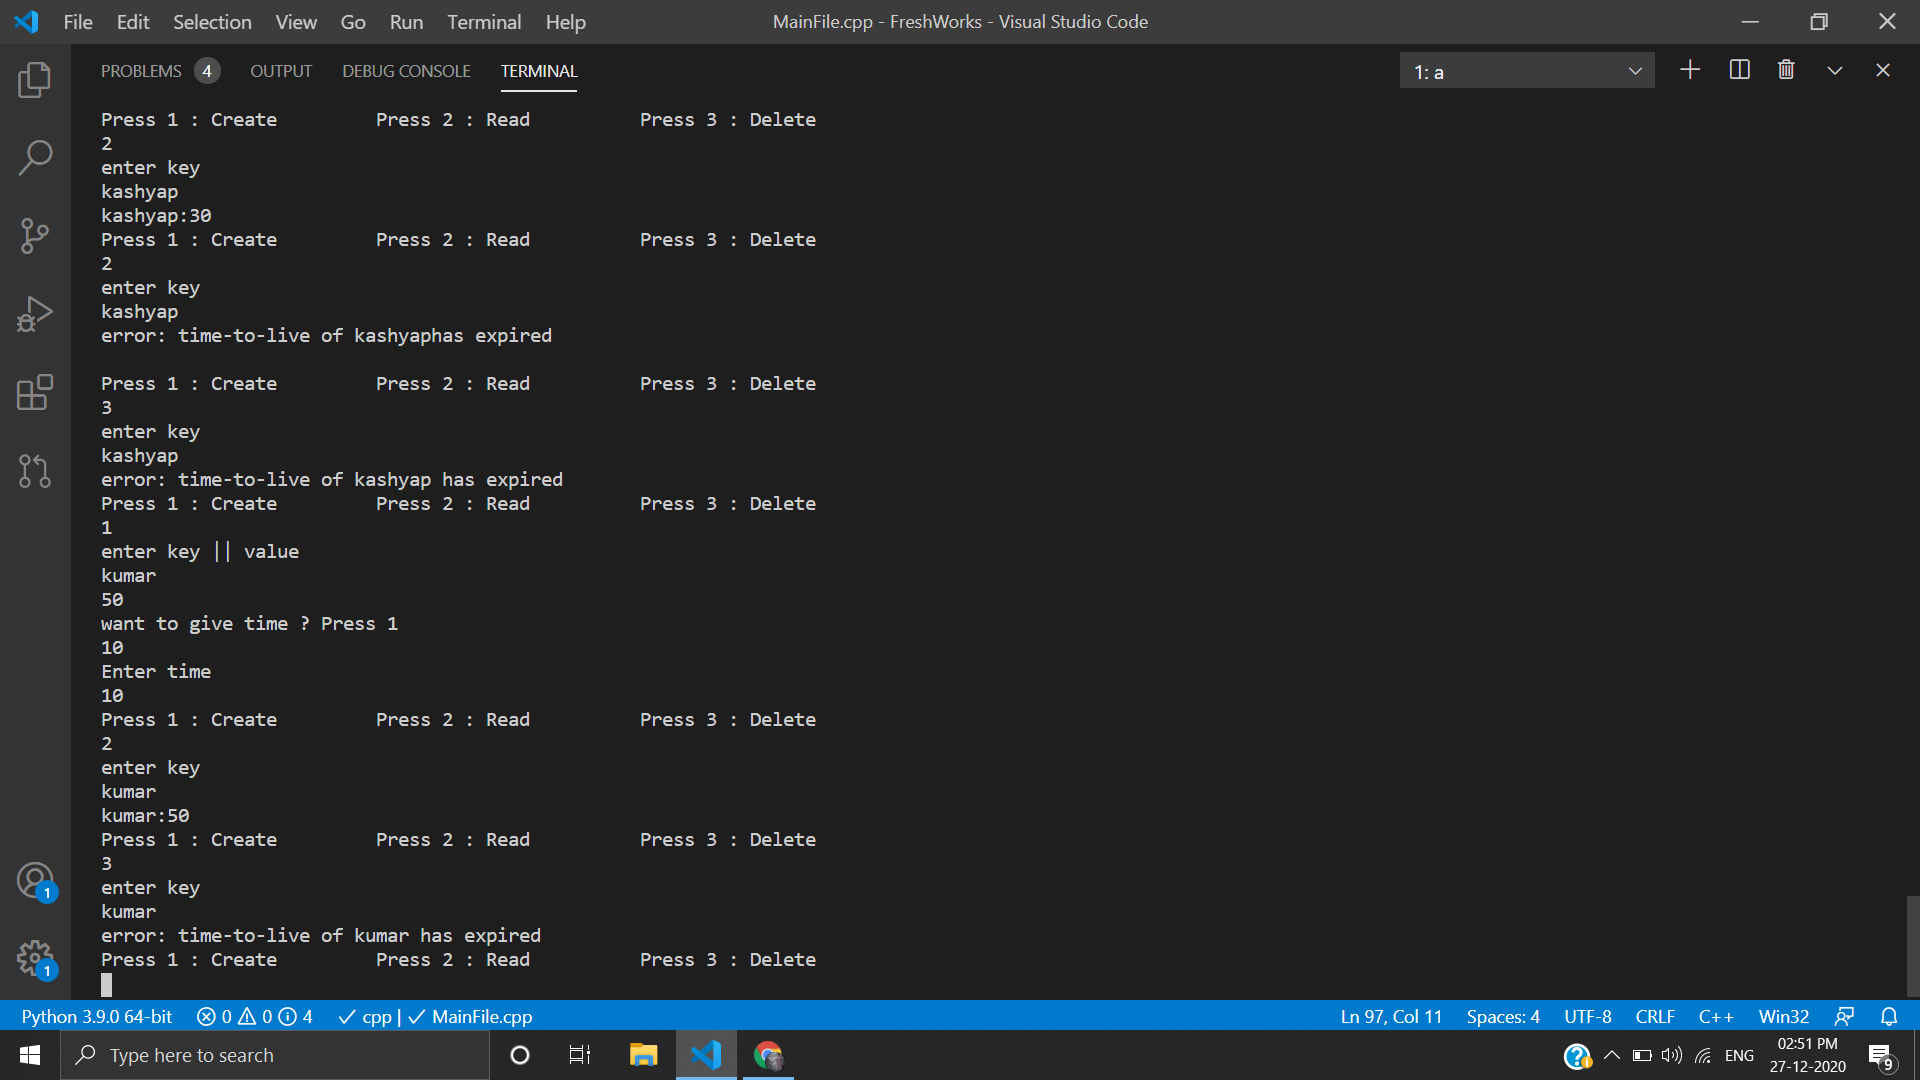 File Edit Selection View Go Run Terminal Help MainFile.cpp - FreshWorks - Visual Studio Code
PROBLEMS 4 OUTPUT DEBUG CONSOLE TERMINAL 1: a
Press 1 : Create Press 2 : Read Press 3 : Delete
2
enter key
kashyap
kashyap:30
Press 1 : Create Press 2 : Read Press 3 : Delete
2
enter key
kashyap
error: time-to-live of kashyaphas expired
Press 1 : Create Press 2 : Read Press 3 : Delete
3
enter key
kashyap
error: time-to-live of kashyap has expired
Press 1 : Create Press 2 : Read Press 3 : Delete
1
enter key || value
kumar
50
want to give time ? Press 1
10
Enter time
10
Press 1 : Create Press 2 : Read Press 3 : Delete
2
enter key
kumar
kumar:50
Press 1 : Create Press 2 : Read Press 3 : Delete
3
enter key
kumar
error: time-to-live of kumar has expired
Press 1 : Create Press 2 : Read Press 3 : Delete
1
1
Python 3.9.0 64-bit 0 0 4 cpp | MainFile.cpp Ln 97, Col 11 Spaces: 4 UTF-8 CRLF C++ Win32
Type here to search ENG 02:51 PM 9
27-12-2020